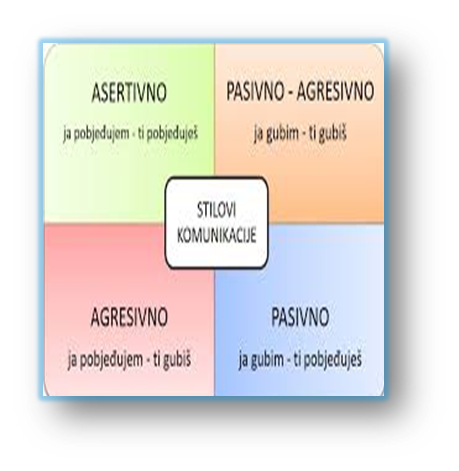 ASERTIVNO
ja pobjeđujem - ti pobjeđuješ
PASIVNO - AGRESIVNO
ja gubim - ti gubiš
STILOVI
KOMUNIKACIJE
AGRESIVNO
ja pobjeđujem - ti gubiš
PASIVNO
ja gubim - ti pobjeđuješ